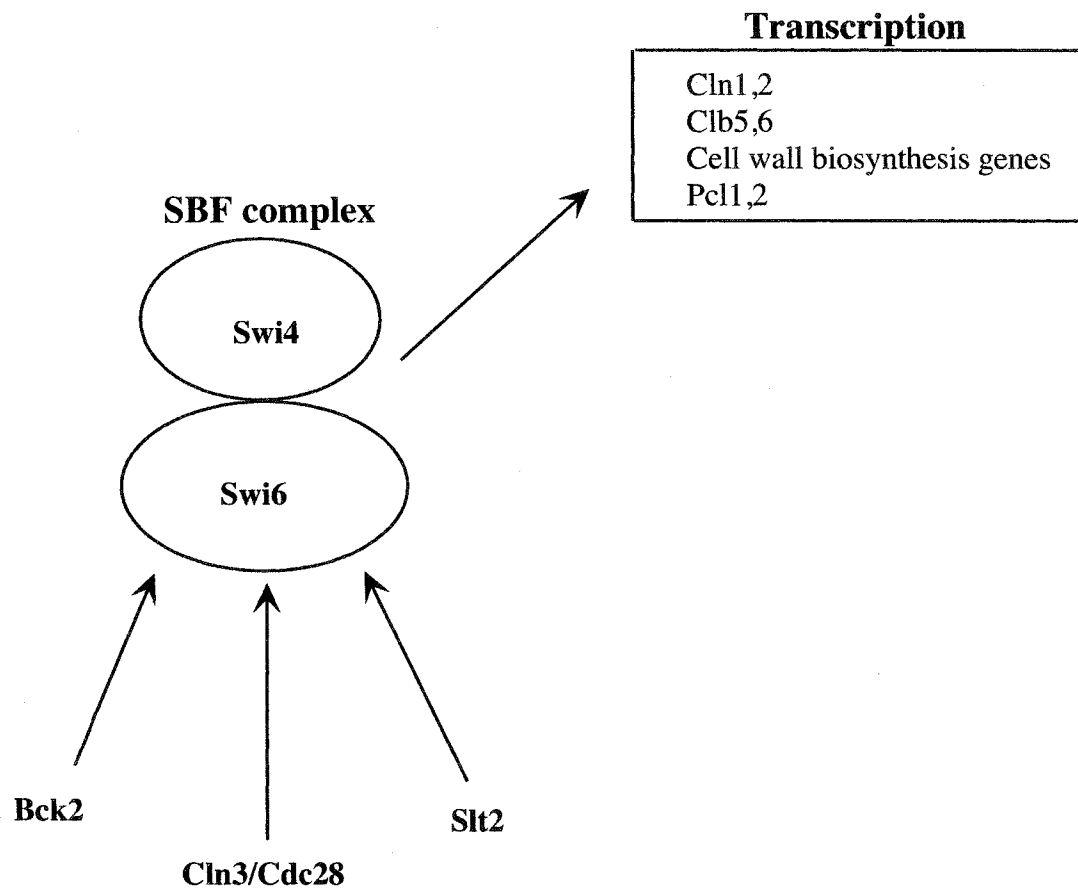 Transcription
Cln1,2
Clb5,6
Cell wall biosynthesis genes
Pcl1,2
SBF complex
Swi4
Swi6
Bck2
Slt2
Cln3/Cdc28